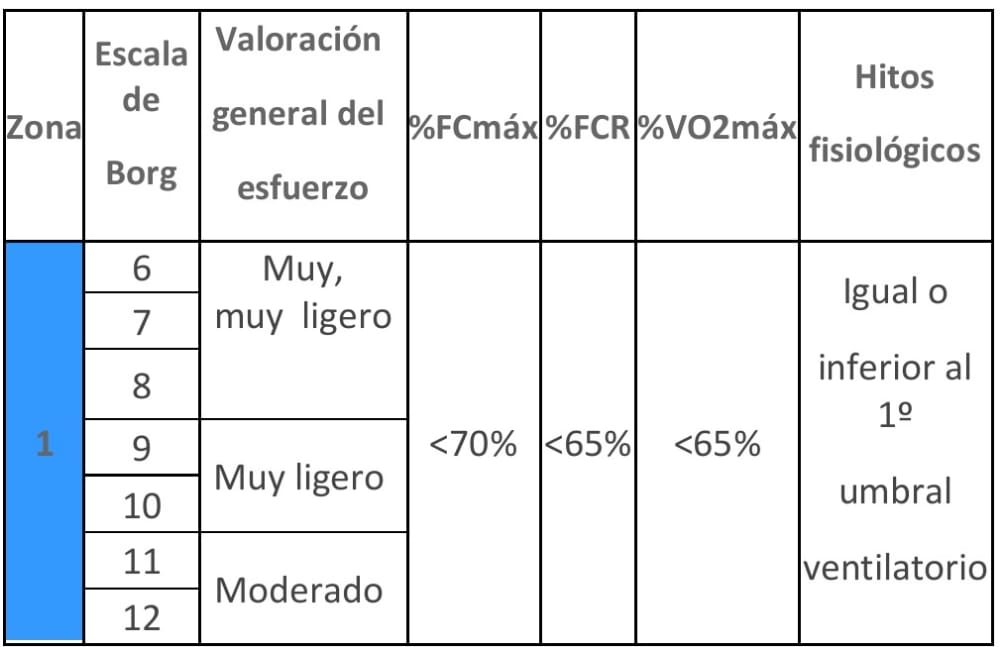 Zona
Escala
de
Borg
Valoración
general del
esfuerzo
%FCmáx
%FCR
%VO2máx
Hitos
fisiológicos
1
6
7
8
9
10
11
12
Muy,
muy ligero
Muy ligero
Moderado
<70%
<65%
<65%
Igual o
inferior al
1º
umbral
ventilatorio